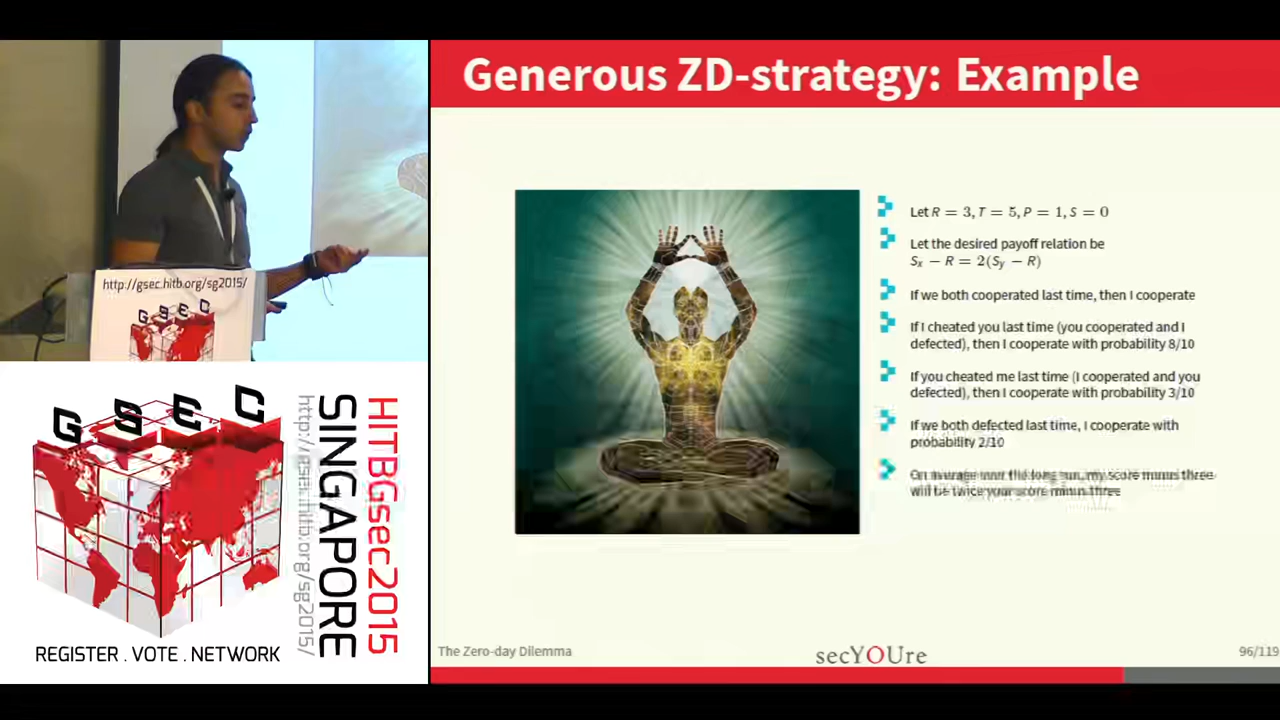 Generous ZD-strategy: Example
Let R = 3, T = 5, P = 1, S = 0
Let the desired payoff relation be
Sₓ − R = 2(Sᵧ − R)
If we both cooperated last time, then I cooperate
If I cheated you last time (you cooperated and I
defected), then I cooperate with probability 8/10
If you cheated me last time (I cooperated and you
defected), then I cooperate with probability 3/10
If we both defected last time, I cooperate with
probability 2/10
On average over the long run, my score minus three
will be twice your score minus three
The Zero-day Dilemma
secYOUre
96/119
http://gsec.hitb.org/sg2015/
GSEC
GSEC
HITBGsec2015
SINGAPORE
http://gsec.hitb.org/sg2015/
REGISTER . VOTE . NETWORK